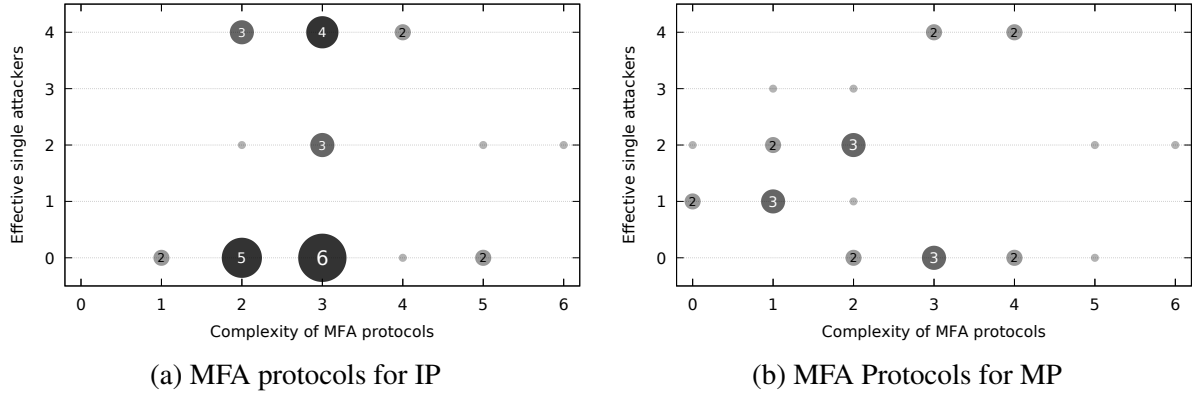 4 3 4 2
3
2 3
1
0 2 5 6 2
0 1 2 3 4 5 6
Effective single attackers
Complexity of MFA protocols
(a) MFA protocols for IP
4 2 2
3
2 2 3
1 2 3
0 2 3 2
0 1 2 3 4 5 6
Effective single attackers
Complexity of MFA protocols
(b) MFA Protocols for MP